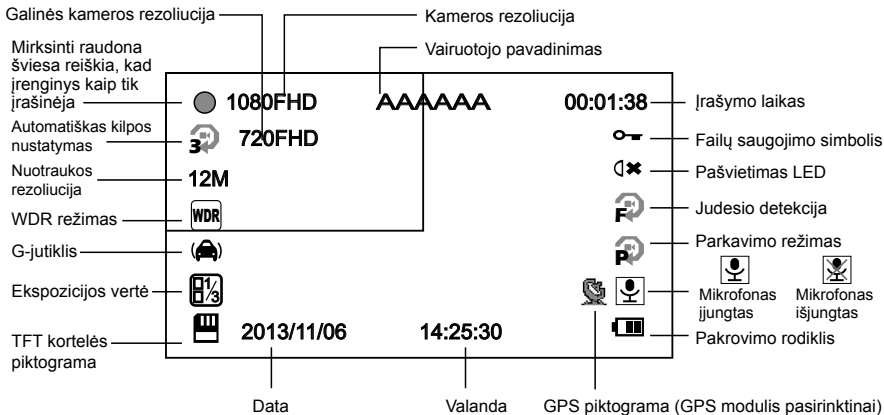 Galinės kameros rezoliucija
Kameros rezoliucija
Mirksinti raudona
šviesa reiškia, kad
įrenginys kaip tik
įrašinėja
Vairuotojo pavadinimas
1080FHD
AAAAAA
00:01:38
Įrašymo laikas
Automatiškas kilpos
nustatymas
3
720FHD
Failų saugojimo simbolis
Nuotraukos
rezoliucija
12M
Pašvietimas LED
WDR režimas
WDR
F
Judesio detekcija
G-jutiklis
P
Parkavimo režimas
Ekspozicijos vertė
1/3
Mikrofonas
įjungtas
Mikrofonas
išjungtas
TFT kortelės
piktograma
2013/11/06
14:25:30
Pakrovimo rodiklis
Data
Valanda
GPS piktograma (GPS modulis pasirinktinai)